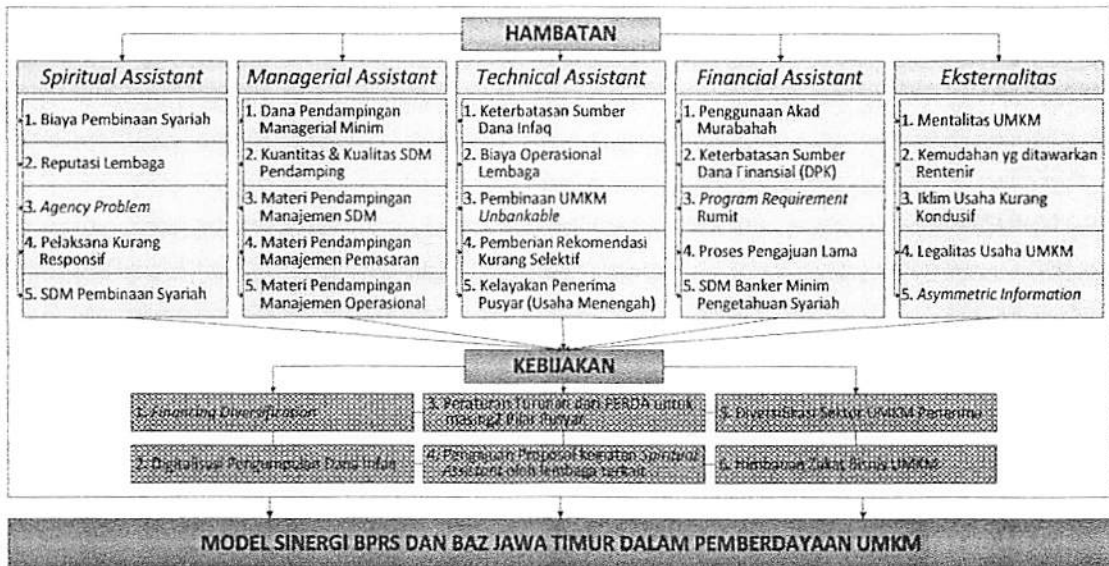 HAMBATAN
Spiritual Assistant
1. Biaya Pembinaan Syariah
2. Reputasi Lembaga
3. Agency Problem
4. Pelaksana Kurang
Responsif
5. SDM Pembinaan Syariah
Managerial Assistant
1. Dana Pendampingan
Managerial Minim
2. Kuantitas & Kualitas SDM
Pendamping
3. Materi Pendampingan
Manajemen SDM
4. Materi Pendampingan
Manajemen Pemasaran
5. Materi Pendampingan
Manajemen Operasional
Technical Assistant
1. Keterbatasan Sumber
Dana Infaq
2. Biaya Operasional
Lembaga
3. Pembinaan UMKM
Unbankable
4. Pemberian Rekomendasi
Kurang Selektif
5. Kelayakan Penerima
Pusyar (Usaha Menengah)
Financial Assistant
1. Penggunaan Akad
Murabahah
2. Keterbatasan Sumber
Dana Finansial (DPK)
3. Program Requirement
Rumit
4. Proses Pengajuan Lama
5. SDM Banker Minim
Pengetahuan Syariah
Eksternalitas
1. Mentalitas UMKM
2. Kemudahan yg ditawarkan
Rentenir
3. Iklim Usaha Kurang
Kondusif
4. Legalitas Usaha UMKM
5. Asymmetric Information
KEBIJAKAN
1. Financing Diversification
2. Digitalisasi Pengumpulan Dana Infaq
3. Peraturan Turunan dari PERDA untuk
masing2 Pilar Pusyar
4. Pengajuan Proposal kegiatan Spiritual
Assistant oleh lembaga terkait
5. Diversifikasi Sektor UMKM Penerima
6. Himbauan Zakat Bisnis UMKM
MODEL SINERGI BPRS DAN BAZ JAWA TIMUR DALAM PEMBERDAYAAN UMKM